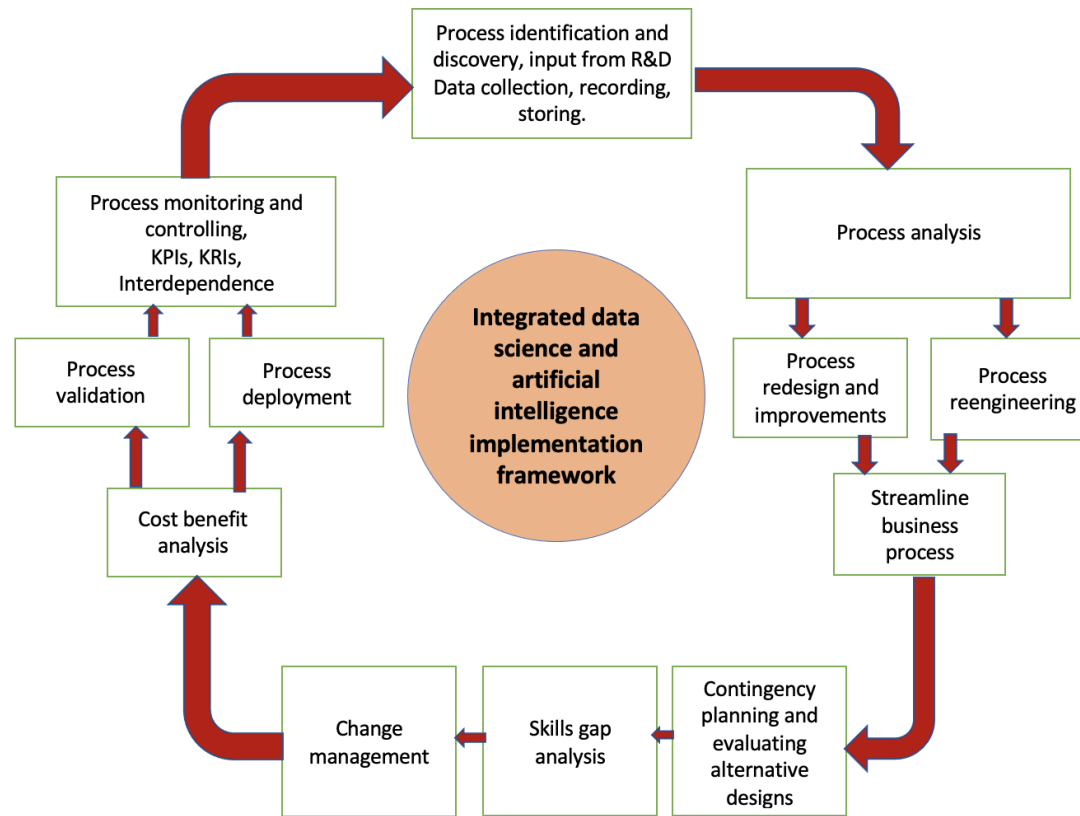 Process identification and
discovery, input from R&D
Data collection, recording,
storing.
Process analysis
Process
redesign and
improvements
Process
reengineering
Streamline
business
process
Contingency
planning and
evaluating
alternative
designs
Skills gap
analysis
Change
management
Cost benefit
analysis
Process
validation
Process
deployment
Process monitoring and
controlling,
KPIs, KRIs,
Interdependence
Integrated data
science and
artificial
intelligence
implementation
framework